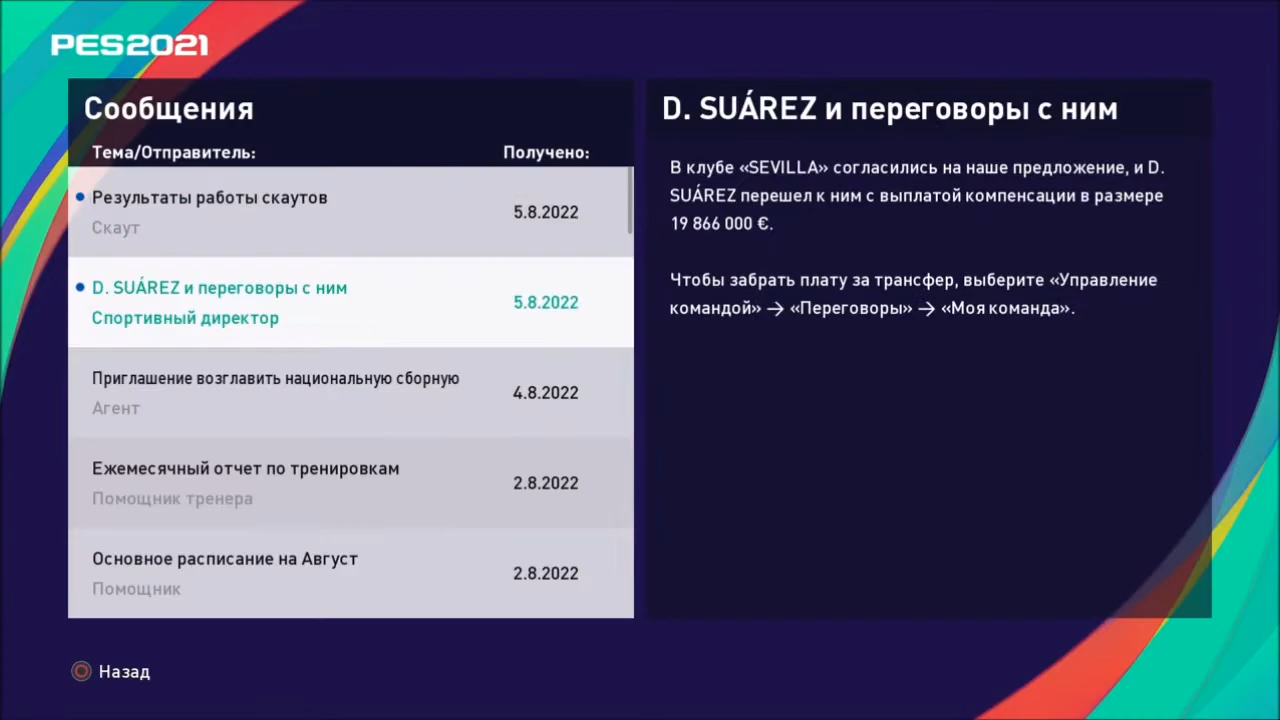 PES2021
Сообщения
Тема/Отправитель: Получено:
Результаты работы скаутов
Скаут
5.8.2022
D. SUÁREZ и переговоры с ним
Спортивный директор
5.8.2022
Приглашение возглавить национальную сборную
Агент
4.8.2022
Ежемесячный отчет по тренировкам
Помощник тренера
2.8.2022
Основное расписание на Август
Помощник
2.8.2022
D. SUÁREZ и переговоры с ним
В клубе «SEVILLA» согласились на наше предложение, и D.
SUÁREZ перешел к ним с выплатой компенсации в размере
19 866 000 €.
Чтобы забрать плату за трансфер, выберите «Управление
командой» → «Переговоры» → «Моя команда».
Назад